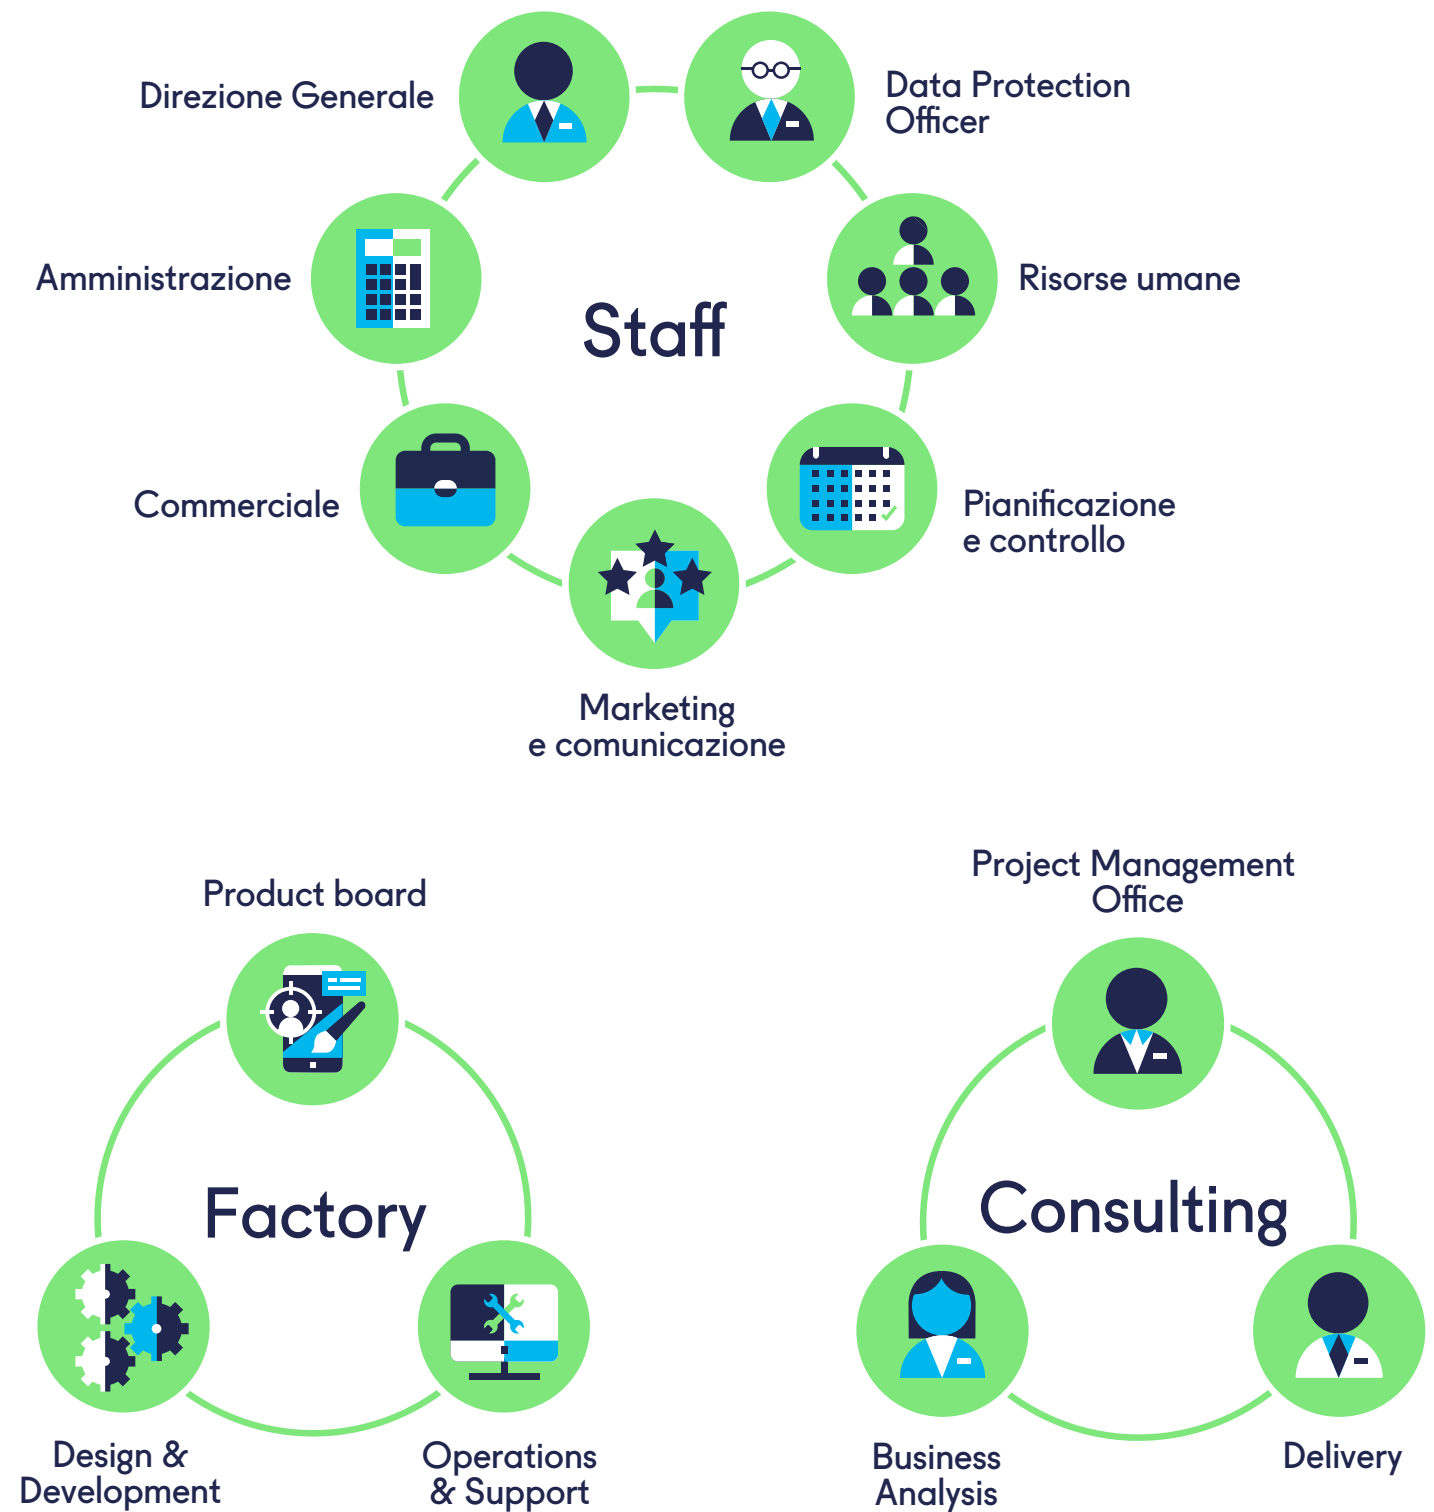 Direzione Generale
Data Protection
Officer
Amministrazione
Risorse umane
Staff
Commerciale
Pianificazione
e controllo
Marketing
e comunicazione
Product board
Factory
Design &
Development
Operations
& Support
Project Management
Office
Consulting
Business
Analysis
Delivery